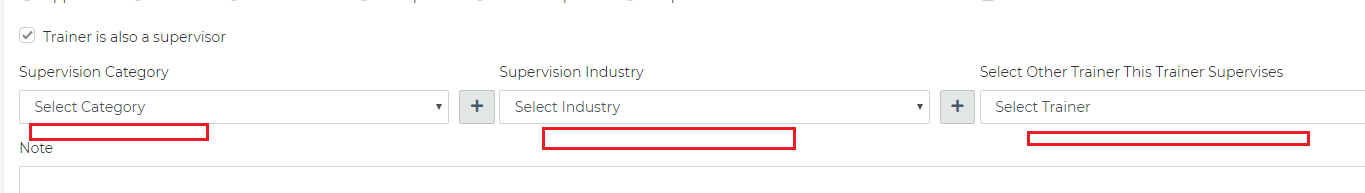 Trainer is also a supervisor
Supervision Category Supervision Industry Select Other Trainer This Trainer Supervises
Select Category + Select Industry + Select Trainer
Note